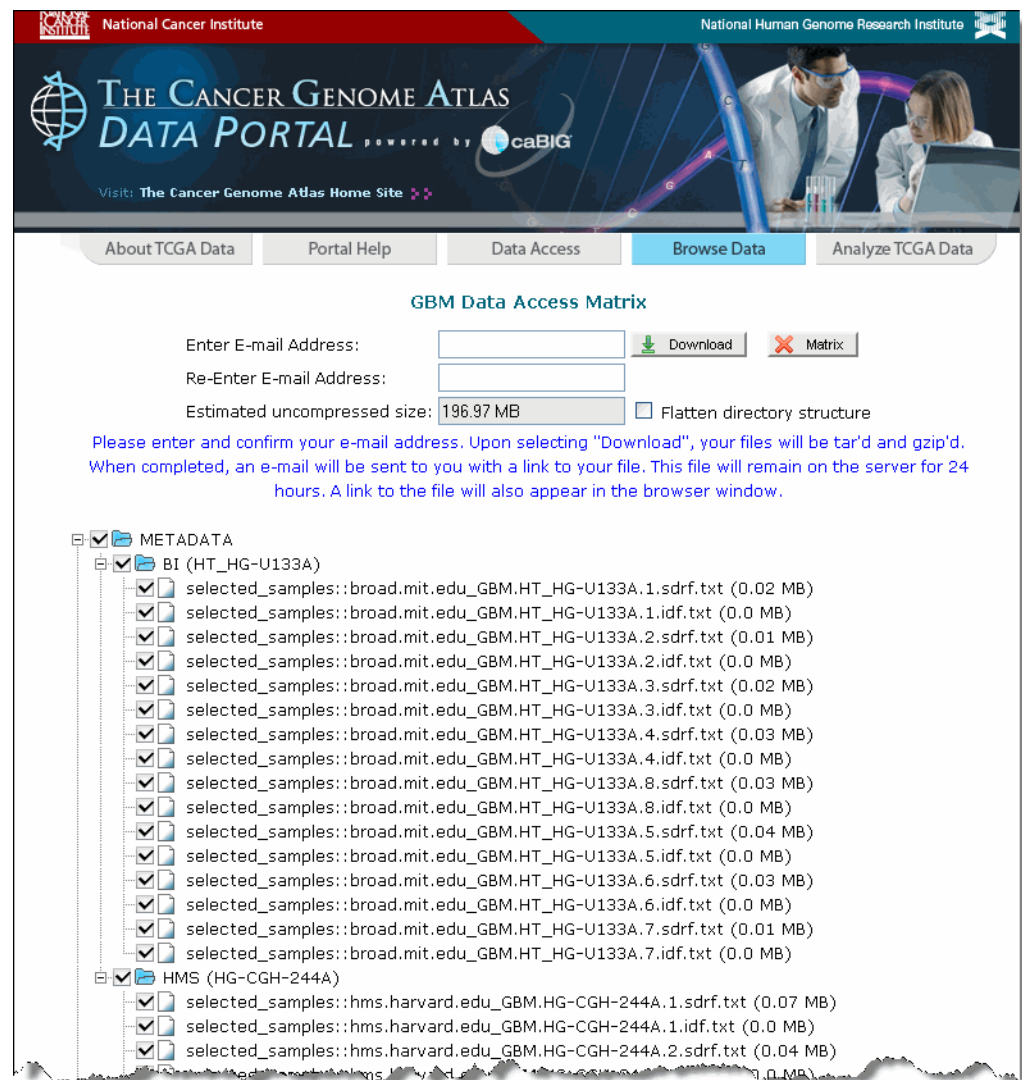 NATIONAL CANCER INSTITUTE National Cancer Institute National Human Genome Research Institute
THE CANCER GENOME ATLAS
DATA PORTAL powered by caBIG
Visit: The Cancer Genome Atlas Home Site
About TCGA Data Portal Help Data Access Browse Data Analyze TCGA Data
GBM Data Access Matrix
Enter E-mail Address: Download Matrix
Re-Enter E-mail Address:
Estimated uncompressed size: 196.97 MB Flatten directory structure
Please enter and confirm your e-mail address. Upon selecting "Download", your files will be tar'd and gzip'd.
When completed, an e-mail will be sent to you with a link to your file. This file will remain on the server for 24
hours. A link to the file will also appear in the browser window.
METADATA
BI (HT_HG-U133A)
selected_samples::broad.mit.edu_GBM.HT_HG-U133A.1.sdrf.txt (0.02 MB)
selected_samples::broad.mit.edu_GBM.HT_HG-U133A.1.idf.txt (0.0 MB)
selected_samples::broad.mit.edu_GBM.HT_HG-U133A.2.sdrf.txt (0.01 MB)
selected_samples::broad.mit.edu_GBM.HT_HG-U133A.2.idf.txt (0.0 MB)
selected_samples::broad.mit.edu_GBM.HT_HG-U133A.3.sdrf.txt (0.02 MB)
selected_samples::broad.mit.edu_GBM.HT_HG-U133A.3.idf.txt (0.0 MB)
selected_samples::broad.mit.edu_GBM.HT_HG-U133A.4.sdrf.txt (0.03 MB)
selected_samples::broad.mit.edu_GBM.HT_HG-U133A.4.idf.txt (0.0 MB)
selected_samples::broad.mit.edu_GBM.HT_HG-U133A.8.sdrf.txt (0.03 MB)
selected_samples::broad.mit.edu_GBM.HT_HG-U133A.8.idf.txt (0.0 MB)
selected_samples::broad.mit.edu_GBM.HT_HG-U133A.5.sdrf.txt (0.04 MB)
selected_samples::broad.mit.edu_GBM.HT_HG-U133A.5.idf.txt (0.0 MB)
selected_samples::broad.mit.edu_GBM.HT_HG-U133A.6.sdrf.txt (0.03 MB)
selected_samples::broad.mit.edu_GBM.HT_HG-U133A.6.idf.txt (0.0 MB)
selected_samples::broad.mit.edu_GBM.HT_HG-U133A.7.sdrf.txt (0.01 MB)
selected_samples::broad.mit.edu_GBM.HT_HG-U133A.7.idf.txt (0.0 MB)
HMS (HG-CGH-244A)
selected_samples::hms.harvard.edu_GBM.HG-CGH-244A.1.sdrf.txt (0.07 MB)
selected_samples::hms.harvard.edu_GBM.HG-CGH-244A.1.idf.txt (0.0 MB)
selected_samples::hms.harvard.edu_GBM.HG-CGH-244A.2.sdrf.txt (0.04 MB)